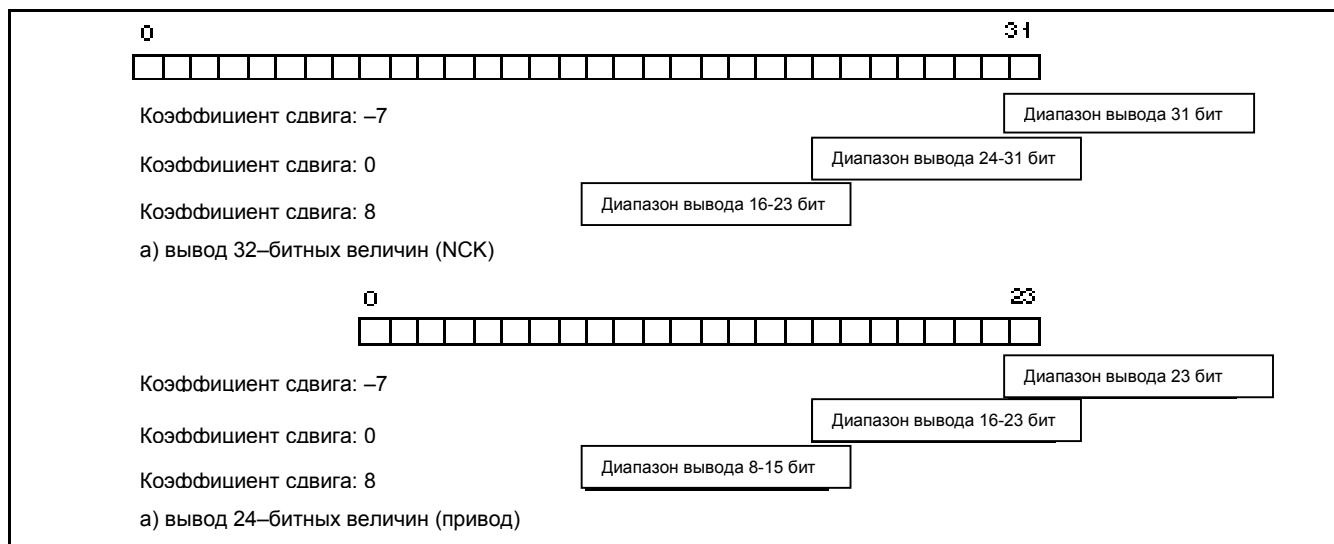 0 31
Коэффициент сдвига: –7
Диапазон вывода 31 бит
Коэффициент сдвига: 0
Диапазон вывода 24-31 бит
Коэффициент сдвига: 8
Диапазон вывода 16-23 бит
а) вывод 32–битных величин (NCK)
0 23
Коэффициент сдвига: –7
Диапазон вывода 23 бит
Коэффициент сдвига: 0
Диапазон вывода 16-23 бит
Коэффициент сдвига: 8
Диапазон вывода 8-15 бит
а) вывод 24–битных величин (привод)